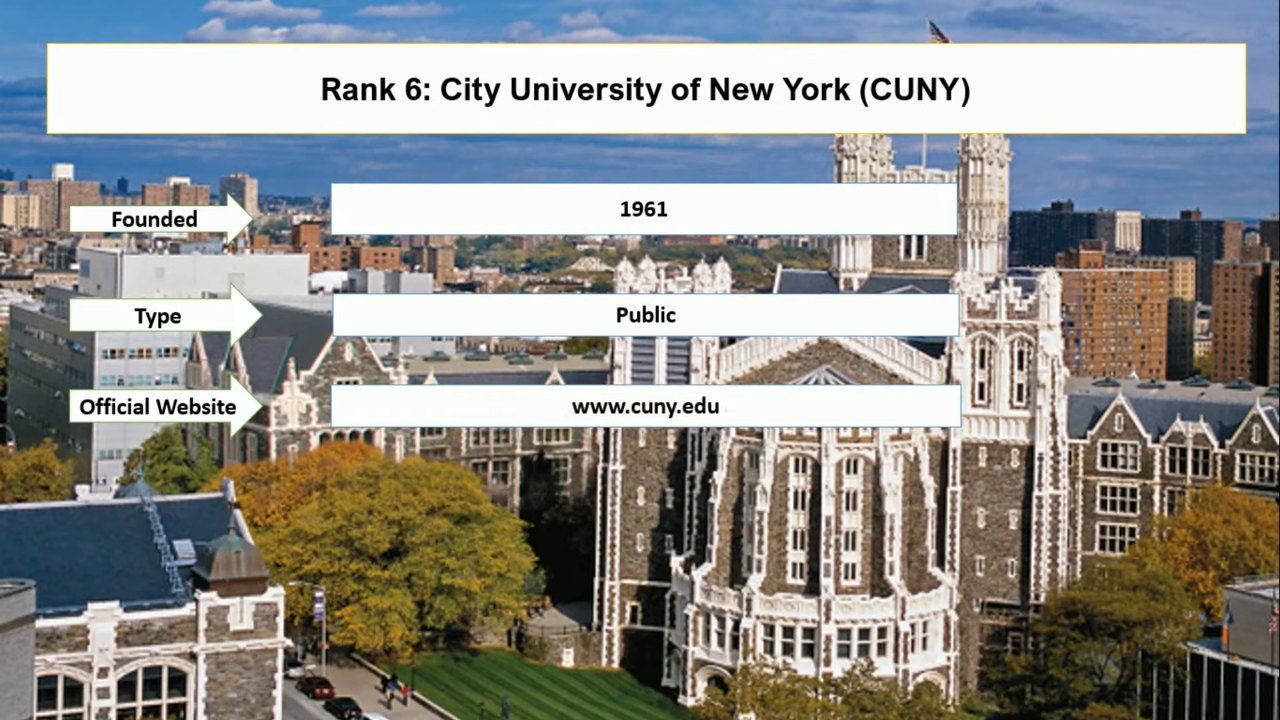 Rank 6: City University of New York (CUNY)
Founded
1961
Type
Public
Official Website
www.cuny.edu